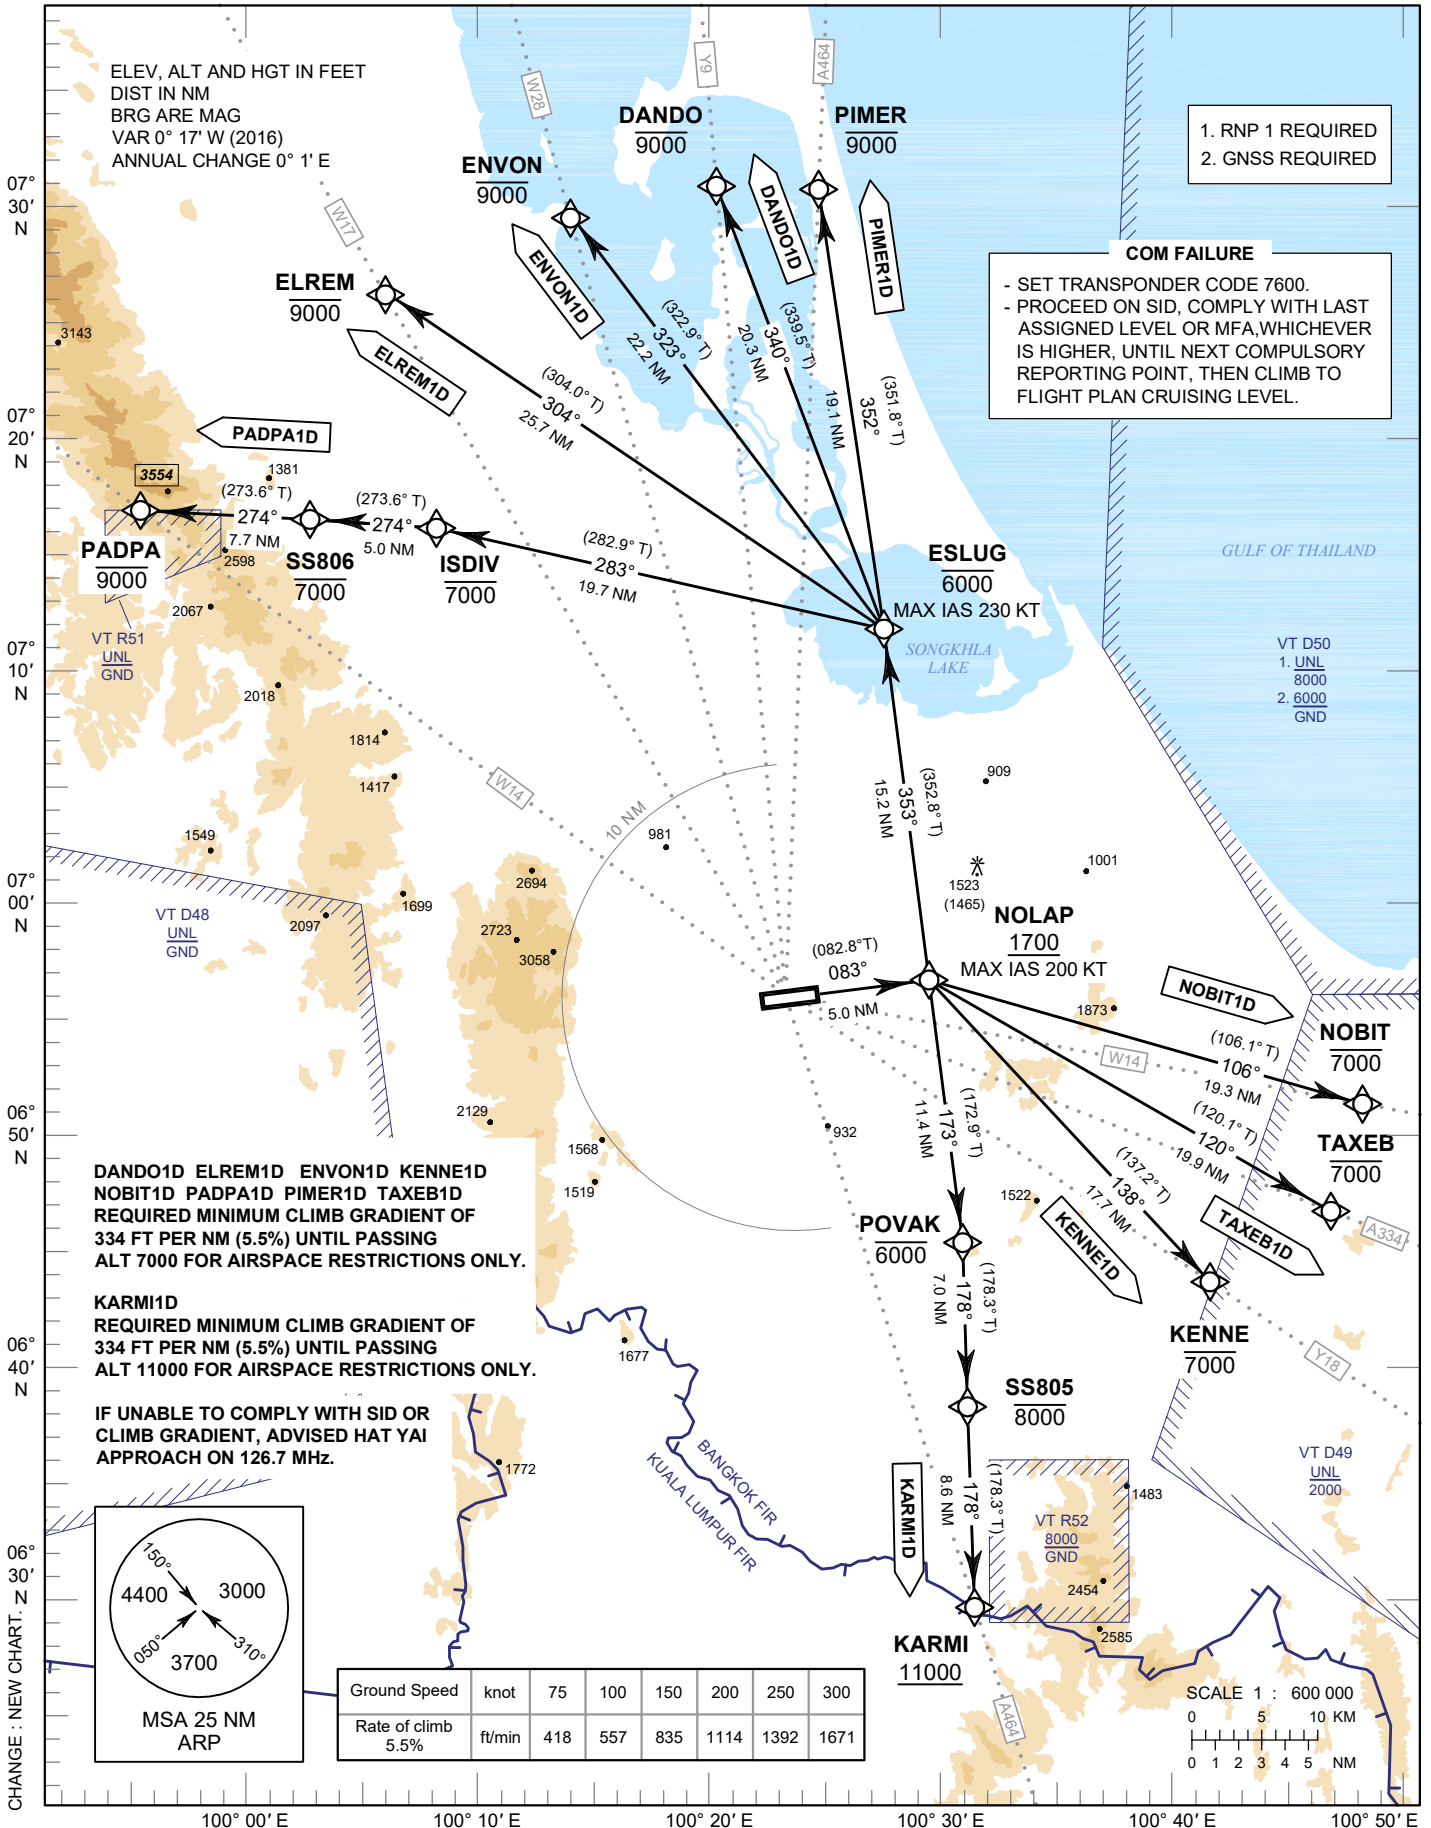 ELEV, ALT AND HGT IN FEET
DIST IN NM
BRG ARE MAG
VAR 0° 17' W (2016)
ANNUAL CHANGE 0° 1' E
W28
Y9
A464
DANDO
9000
PIMER
9000
ENVON
9000
1. RNP 1 REQUIRED
2. GNSS REQUIRED
07°
30'
N
W17
DANDO1D
PIMER1D
ENVON1D
COM FAILURE
- SET TRANSPONDER CODE 7600.
- PROCEED ON SID, COMPLY WITH LAST
ASSIGNED LEVEL OR MFA,WHICHEVER
IS HIGHER, UNTIL NEXT COMPULSORY
REPORTING POINT, THEN CLIMB TO
FLIGHT PLAN CRUISING LEVEL.
ELREM
9000
3143
ELREM1D
(322.9° T)
323°
22.2 NM
(339.5° T)
340°
20.3 NM
(351.8° T)
352°
19.1 NM
(304.0° T)
304°
25.7 NM
07°
20'
N
PADPA1D
3554
1381
(273.6° T)
274°
7.7 NM
(273.6° T)
274°
5.0 NM
(282.9° T)
283°
19.7 NM
PADPA
9000
2598
SS806
7000
ISDIV
7000
ESLUG
6000
MAX IAS 230 KT
GULF OF THAILAND
2067
VT R51
UNL
GND
SONGKHLA
LAKE
VT D50
1. UNL
8000
2. 6000
GND
07°
10'
N
2018
1814
1417
W14
10 NM
981
(352.8° T)
353°
15.2 NM
909
1549
1523
(1465)
1001
07°
00'
N
2694
1699
VT D48
UNL
GND
2097
2723
3058
NOLAP
1700
MAX IAS 200 KT
(082.8°T)
083°
5.0 NM
1873
NOBIT1D
NOBIT
7000
(106.1° T)
106°
19.3 NM
W14
06°
50'
N
2129
1568
1519
932
(172.9° T)
173°
11.4 NM
(120.1° T)
120°
19.9 NM
TAXEB
7000
(137.2° T)
138°
17.7 NM
1522
DANDO1D ELREM1D ENVON1D KENNE1D
NOBIT1D PADPA1D PIMER1D TAXEB1D
REQUIRED MINIMUM CLIMB GRADIENT OF
334 FT PER NM (5.5%) UNTIL PASSING
ALT 7000 FOR AIRSPACE RESTRICTIONS ONLY.
POVAK
6000
KENNE1D
TAXEB1D
A334
(178.3° T)
178°
7.0 NM
KARMI1D
REQUIRED MINIMUM CLIMB GRADIENT OF
334 FT PER NM (5.5%) UNTIL PASSING
ALT 11000 FOR AIRSPACE RESTRICTIONS ONLY.
06°
40'
N
1677
KENNE
7000
Y18
SS805
8000
IF UNABLE TO COMPLY WITH SID OR
CLIMB GRADIENT, ADVISED HAT YAI
APPROACH ON 126.7 MHz.
1772
BANGKOK FIR
KUALA LUMPUR FIR
KARMI1D
(178.3° T)
178°
8.6 NM
VT D49
UNL
2000
1483
VT R52
8000
GND
2454
2585
06°
30'
N
150°
4400
3000
050°
310°
3700
MSA 25 NM
ARP
KARMI
11000
A464
Ground Speed knot 75 100 150 200 250 300
Rate of climb
5.5% ft/min 418 557 835 1114 1392 1671
SCALE 1 : 600 000
0 5 10 KM
0 1 2 3 4 5 NM
CHANGE : NEW CHART.
100° 00' E 100° 10' E 100° 20' E 100° 30' E 100° 40' E 100° 50' E